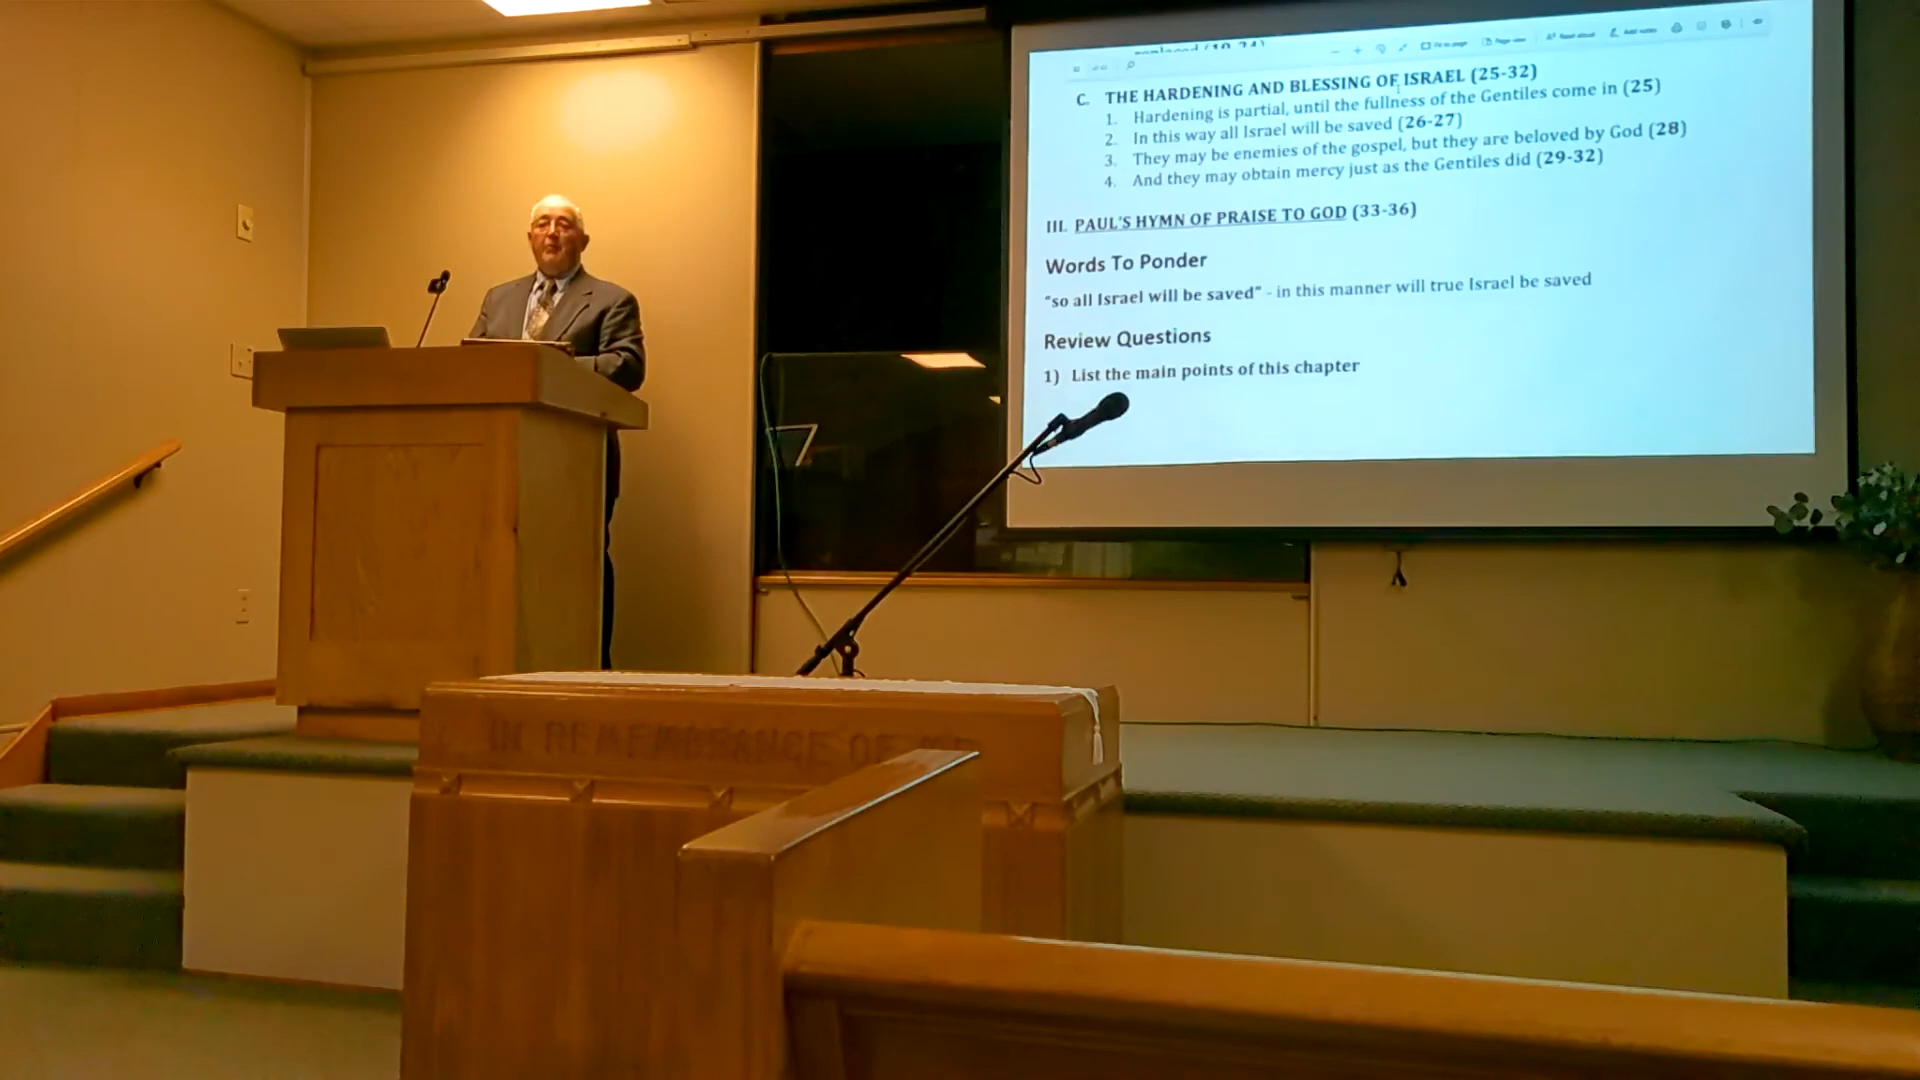 C. THE HARDENING AND BLESSING OF ISRAEL (25-32)
1. Hardening is partial, until the fullness of the Gentiles come in (25)
2. In this way all Israel will be saved (26-27)
3. They may be enemies of the gospel, but they are beloved by God (28)
4. And they may obtain mercy just as the Gentiles did (29-32)
III. PAUL'S HYMN OF PRAISE TO GOD (33-36)
Words To Ponder
"so all Israel will be saved" - in this manner will true Israel be saved
Review Questions
1) List the main points of this chapter
IN REMEMBRANCE OF ME